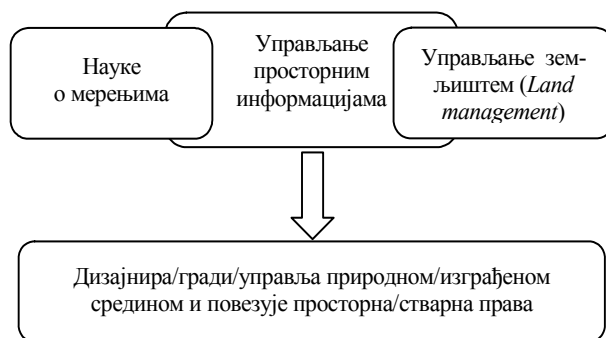 Науке
о мерењима
Управљање
просторним
информацијама
Управљање зем-
љиштем (Land
management)
Дизајнира/гради/управља природном/изграђеном
средином и повезује просторна/стварна права